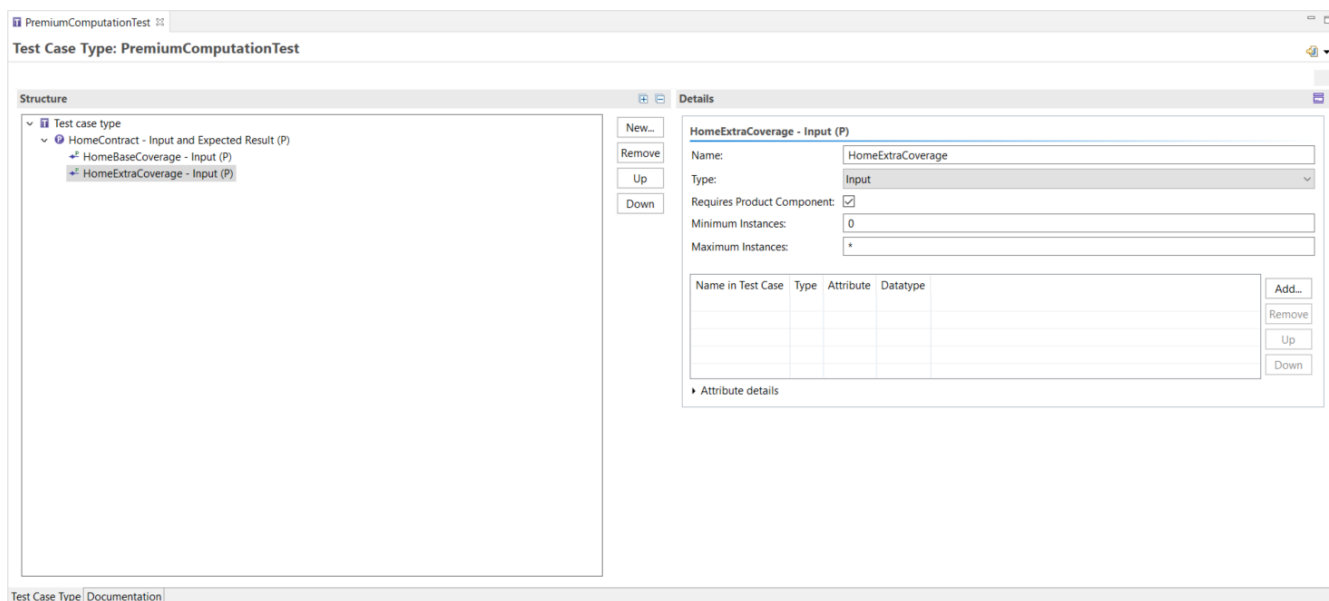 PremiumComputationTest
Test Case Type: PremiumComputationTest
Structure
Test case type
HomeContract - Input and Expected Result (P)
HomeBaseCoverage - Input (P)
HomeExtraCoverage - Input (P)
New...
Remove
Up
Down
Details
HomeExtraCoverage - Input (P)
Name: HomeExtraCoverage
Type: Input
Requires Product Component:
Minimum Instances: 0
Maximum Instances: *
Name in Test Case Type Attribute Datatype
Add...
Remove
Up
Down
Attribute details
Test Case Type Documentation